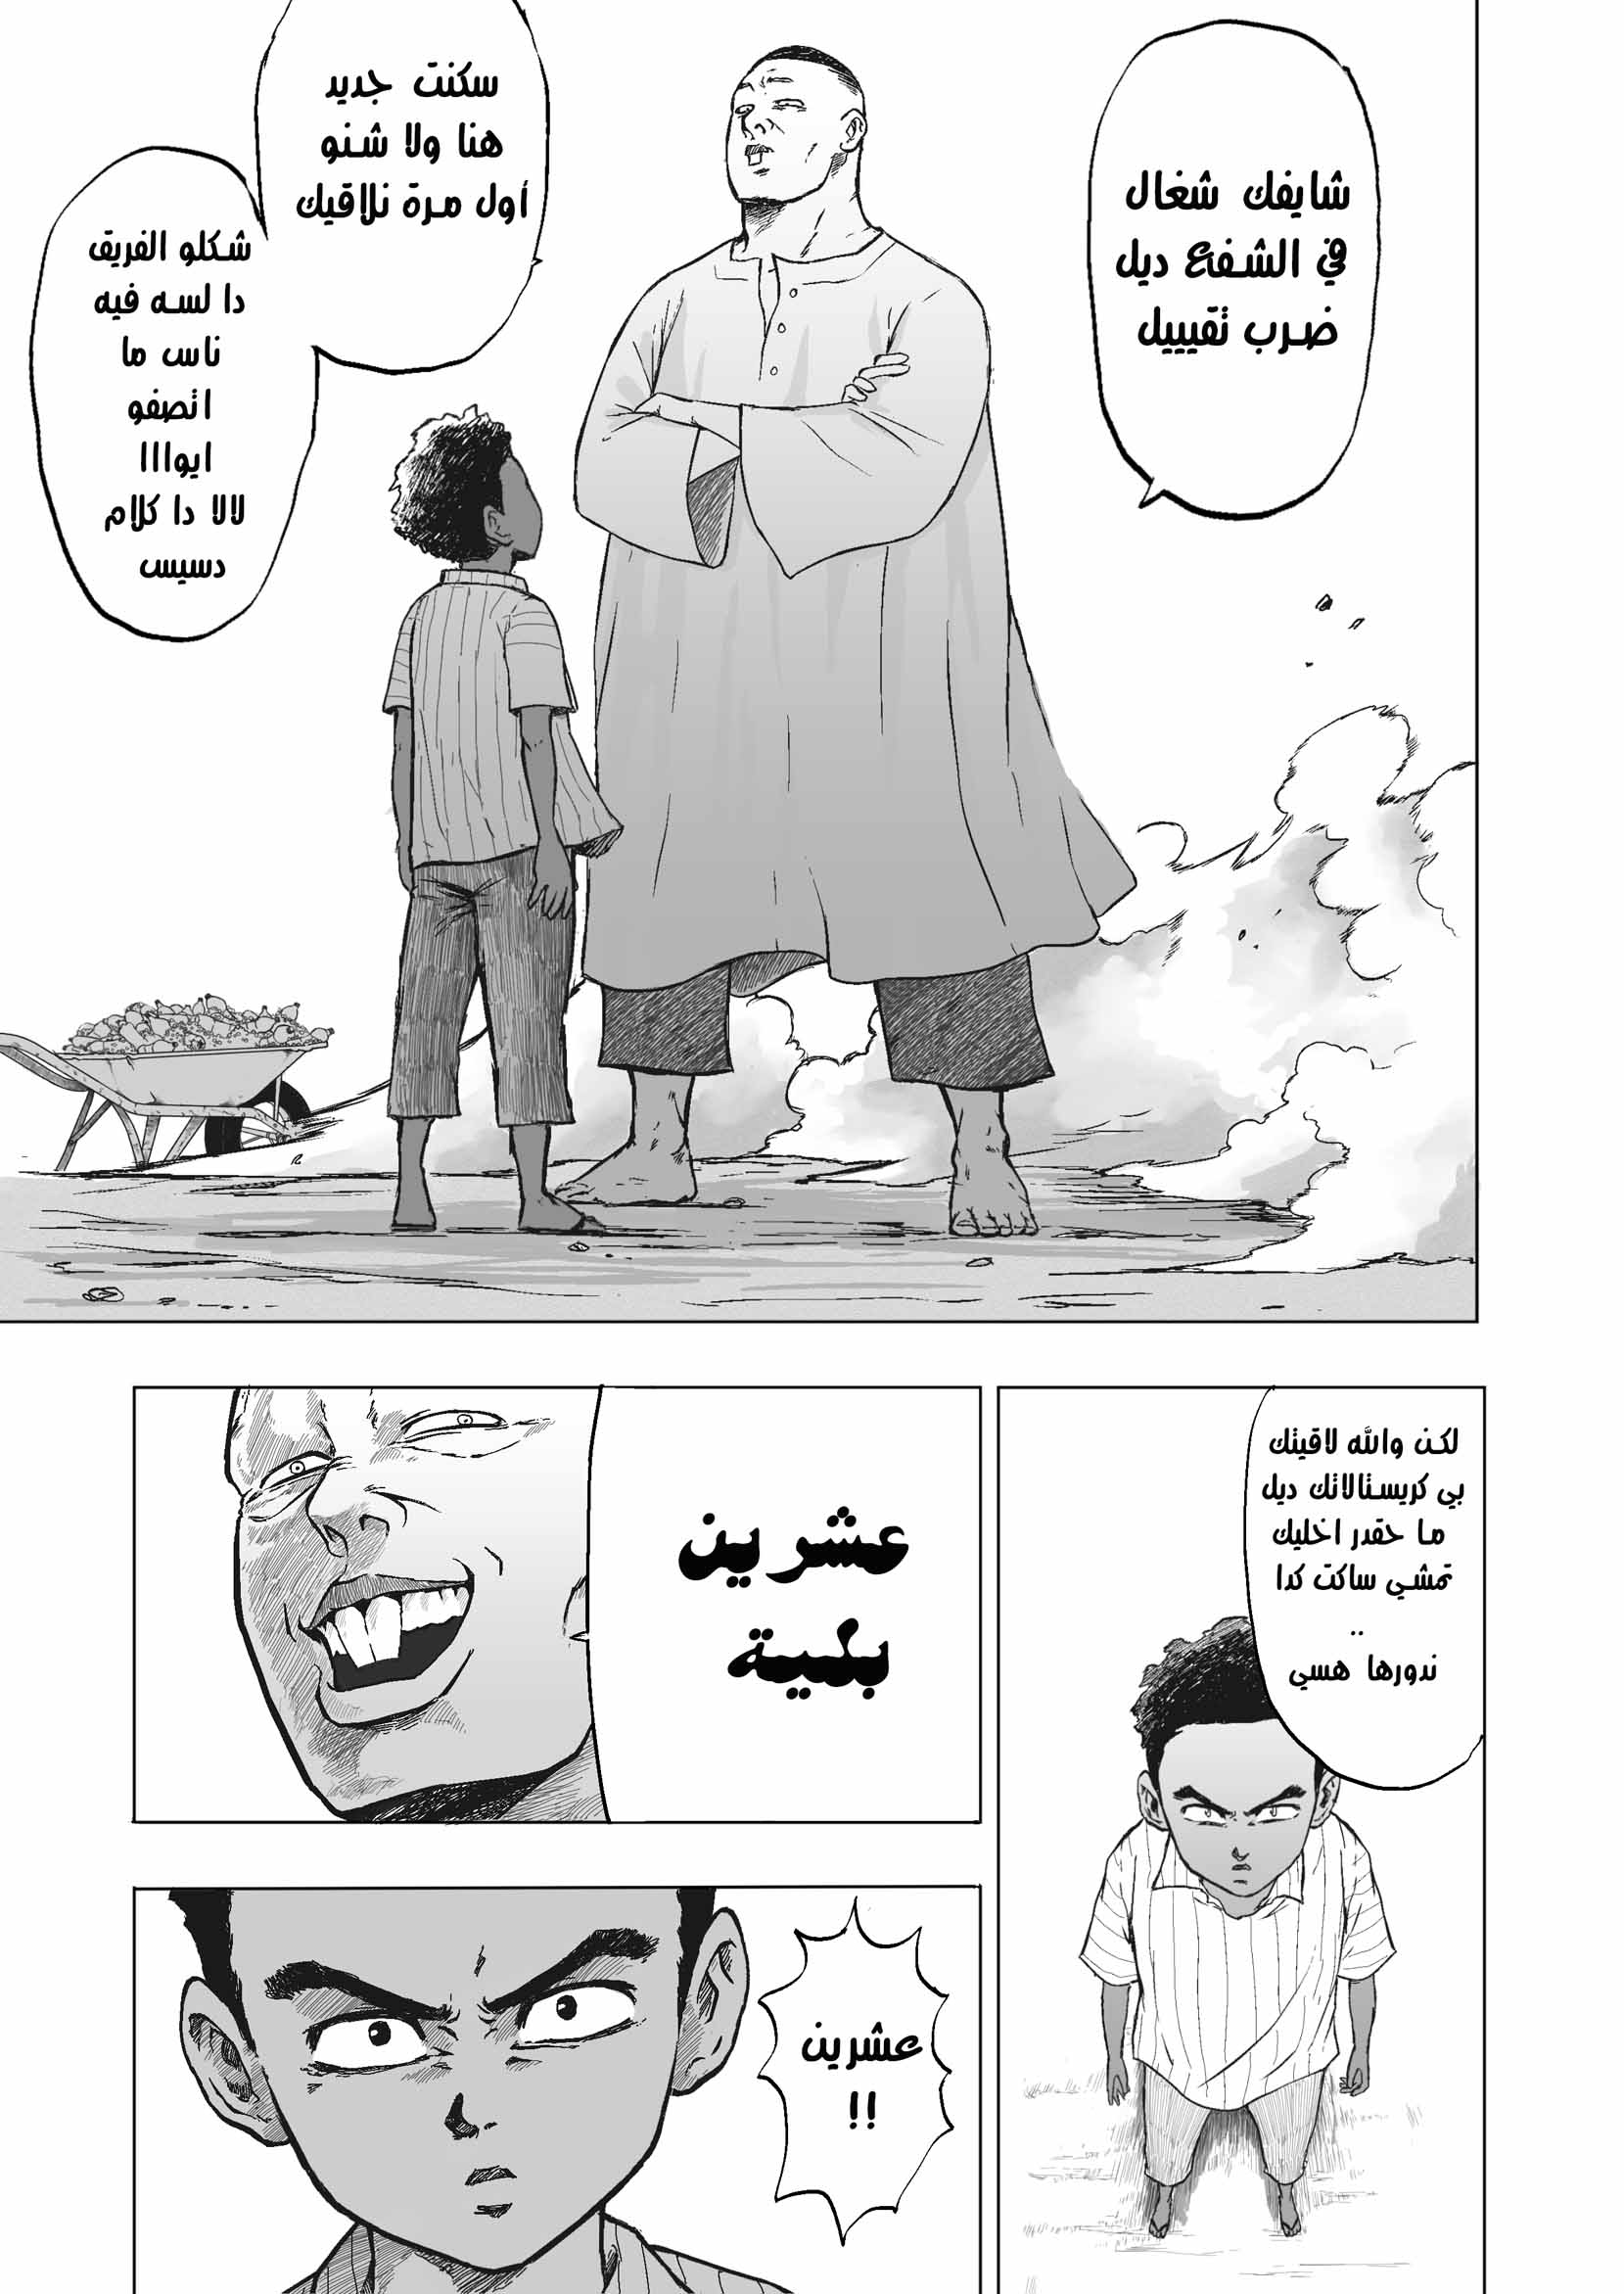 شايفك شغال
في الشفع ديل
ضرب تقيييل
سكنت جديد
هنا ولا شنو
أول مرة نلاقيك
شكلو الفريق
دا لسه فيه
ناس ما
اتصفو
ايوااا
لالا دا كلام
دسيس
لكن والله لاقيتك
بي كريستالاتك ديل
ما حقدر اخليك
تمشي ساكت كدا
..
ندورها هسي
عشرين
بكية
عشرين
!!